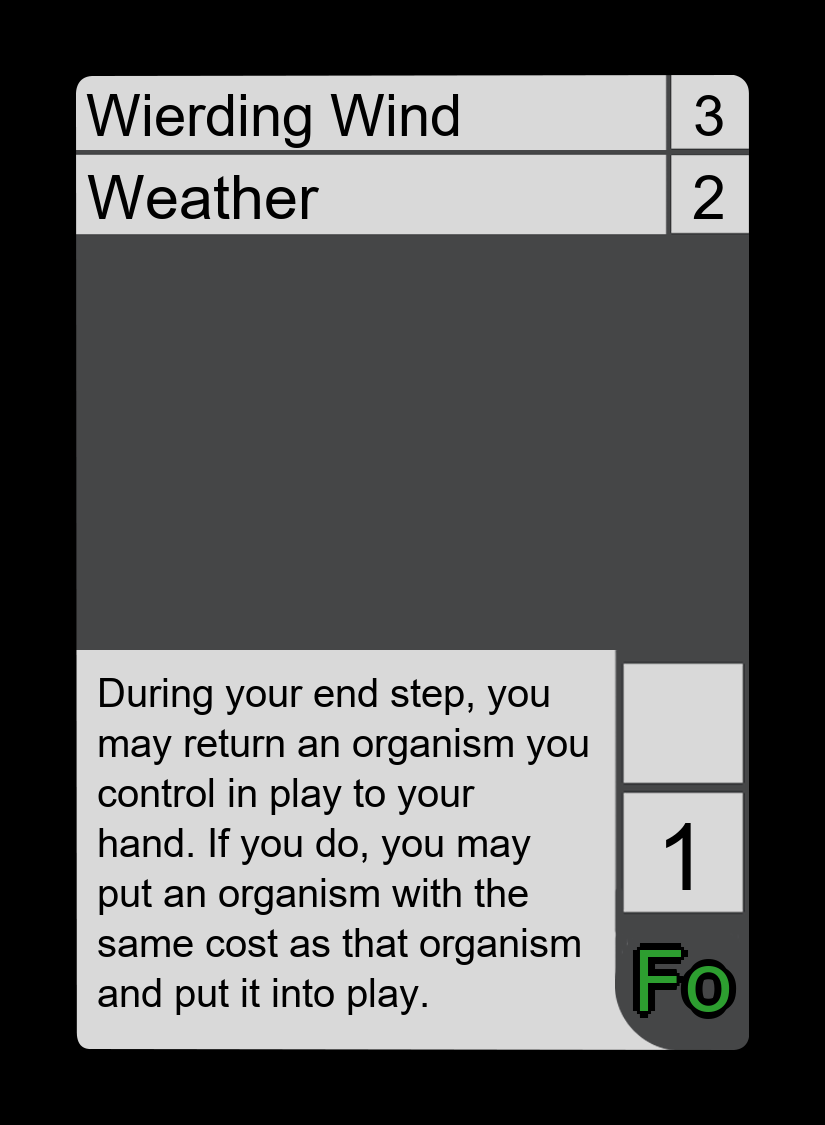 Wierding Wind 3
Weather 2
During your end step, you
may return an organism you
control in play to your
hand. If you do, you may
put an organism with the
same cost as that organism
and put it into play.
1
Fo